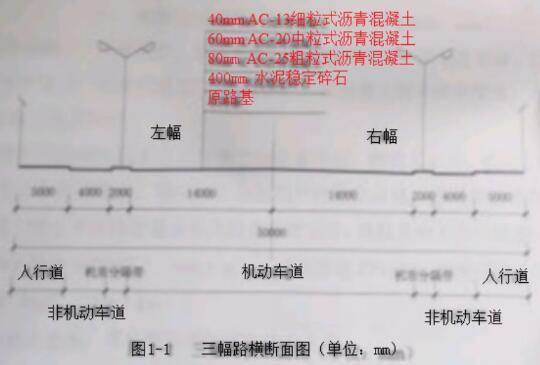 40mm AC-13细粒式沥青混凝土
60mm AC-20中粒式沥青混凝土
80mm AC-25粗粒式沥青混凝土
400mm 水泥稳定碎石
原路基
左幅 右幅
5000 4000 2000 14000 14000 2000 4000 5000
50000
人行道 机非分隔带 机动车道 机非分隔带 人行道
非机动车道 非机动车道
图1-1 三幅路横断面图（单位：mm）